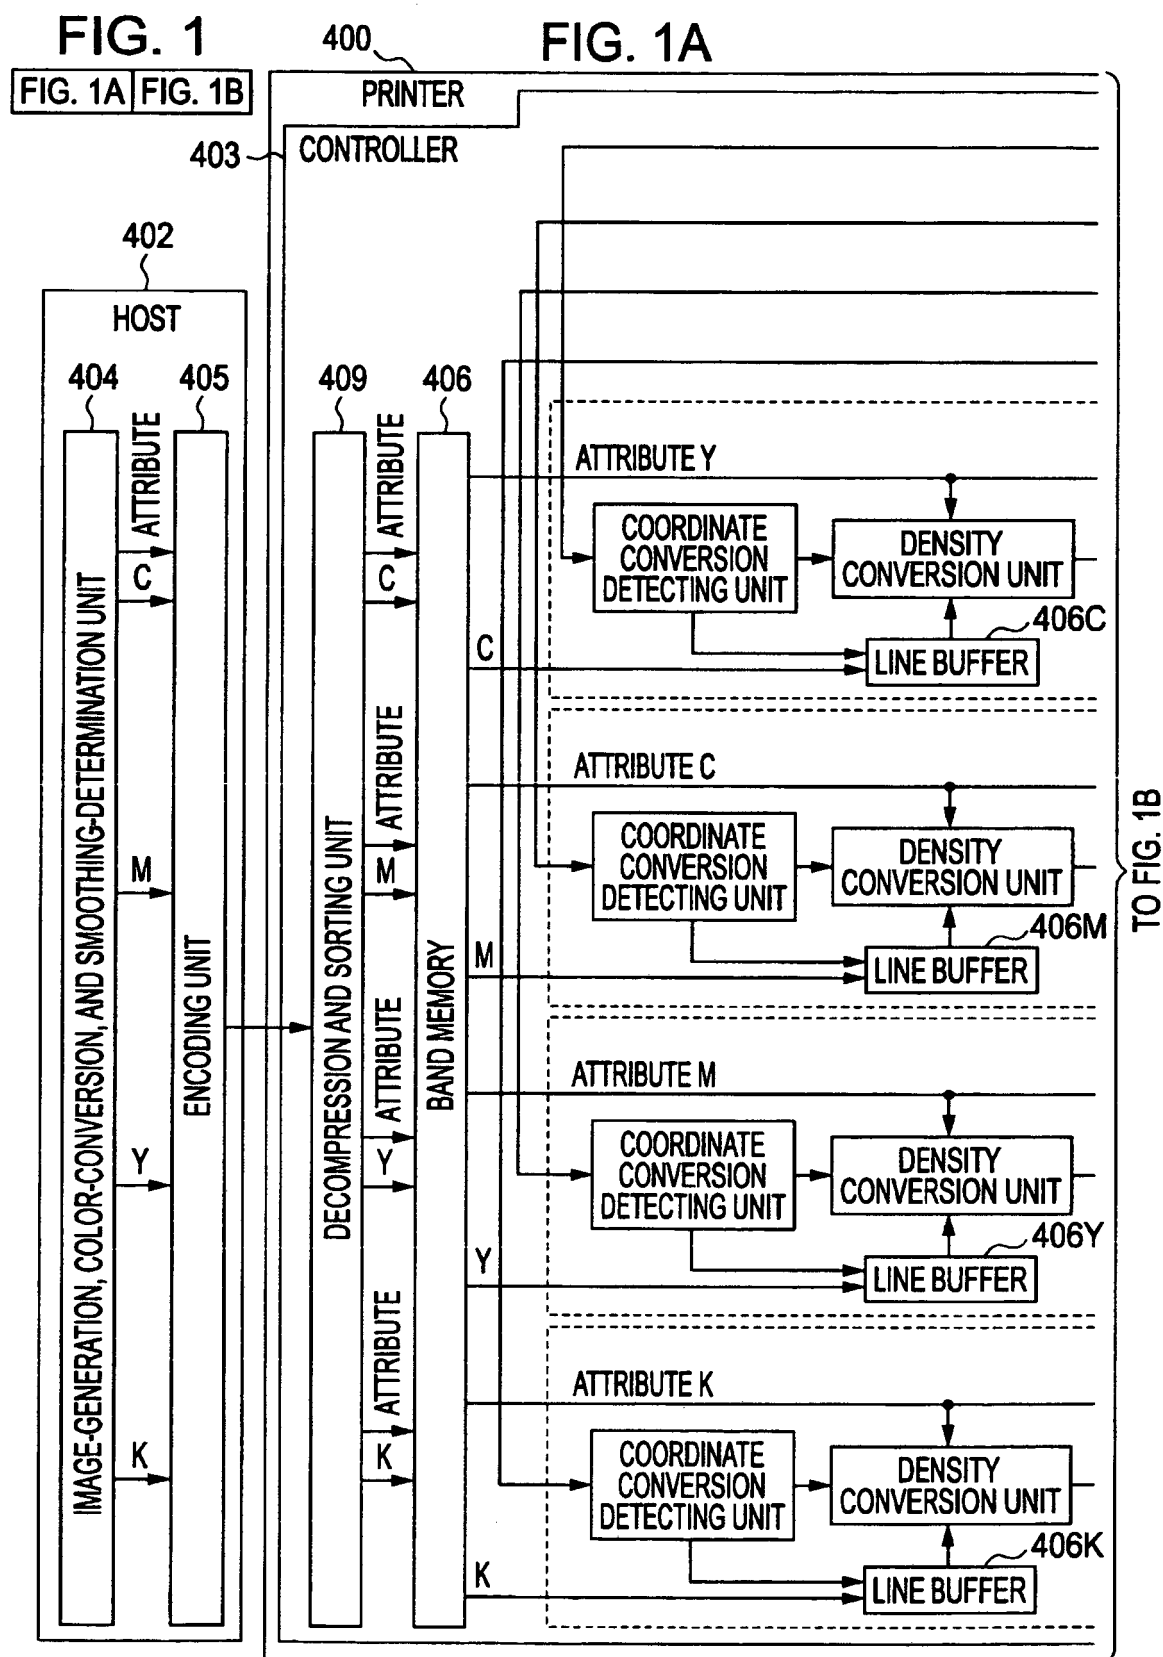 FIG. 1
FIG. 1A
FIG. 1B
FIG. 1A
400
PRINTER
403
CONTROLLER
402
HOST
404
405
409
406
IMAGE-GENERATION, COLOR-CONVERSION, AND SMOOTHING-DETERMINATION UNIT
ATTRIBUTE
C
M
Y
K
ENCODING UNIT
DECOMPRESSION AND SORTING UNIT
ATTRIBUTE
C
ATTRIBUTE
M
ATTRIBUTE
Y
ATTRIBUTE
K
BAND MEMORY
ATTRIBUTE Y
COORDINATE
CONVERSION
DETECTING UNIT
DENSITY
CONVERSION UNIT
406C
C
LINE BUFFER
ATTRIBUTE C
COORDINATE
CONVERSION
DETECTING UNIT
DENSITY
CONVERSION UNIT
406M
M
LINE BUFFER
ATTRIBUTE M
COORDINATE
CONVERSION
DETECTING UNIT
DENSITY
CONVERSION UNIT
406Y
Y
LINE BUFFER
ATTRIBUTE K
COORDINATE
CONVERSION
DETECTING UNIT
DENSITY
CONVERSION UNIT
406K
K
LINE BUFFER
TO FIG. 1B